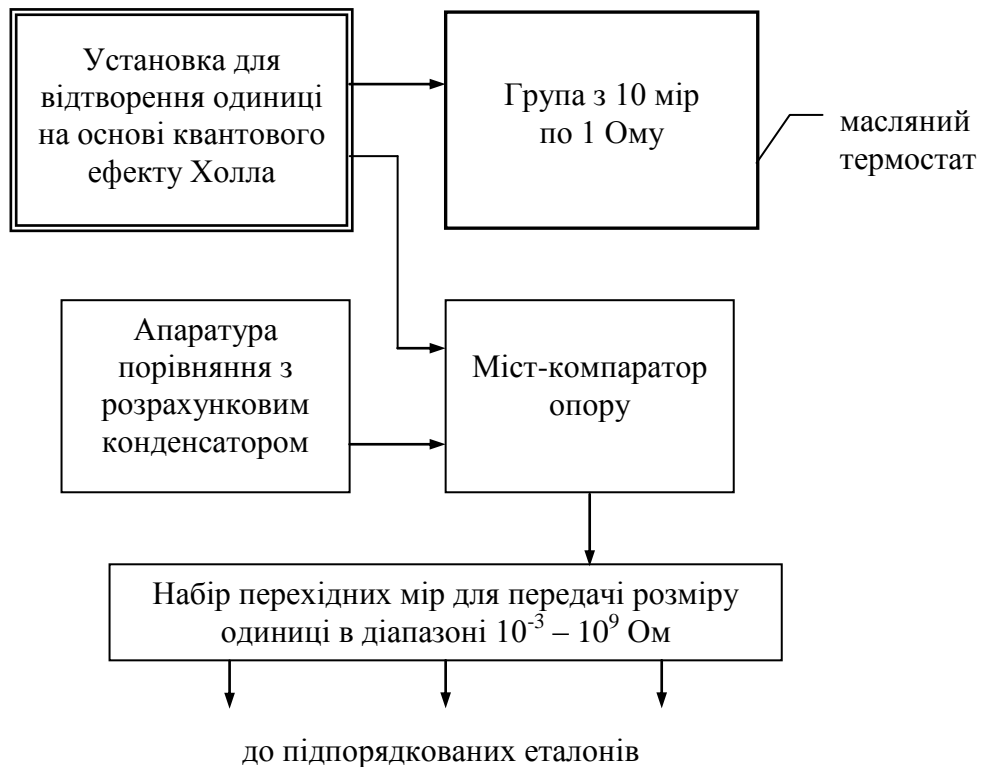 Установка для
відтворення одиниці
на основі квантового
ефекту Холла
Група з 10 мір
по 1 Ому
масляний
термостат
Апаратура
порівняння з
розрахунковим
конденсатором
Міст-компаратор
опору
Набір перехідних мір для передачі розміру
одиниці в діапазоні 10⁻³ – 10⁹ Ом
до підпорядкованих еталонів